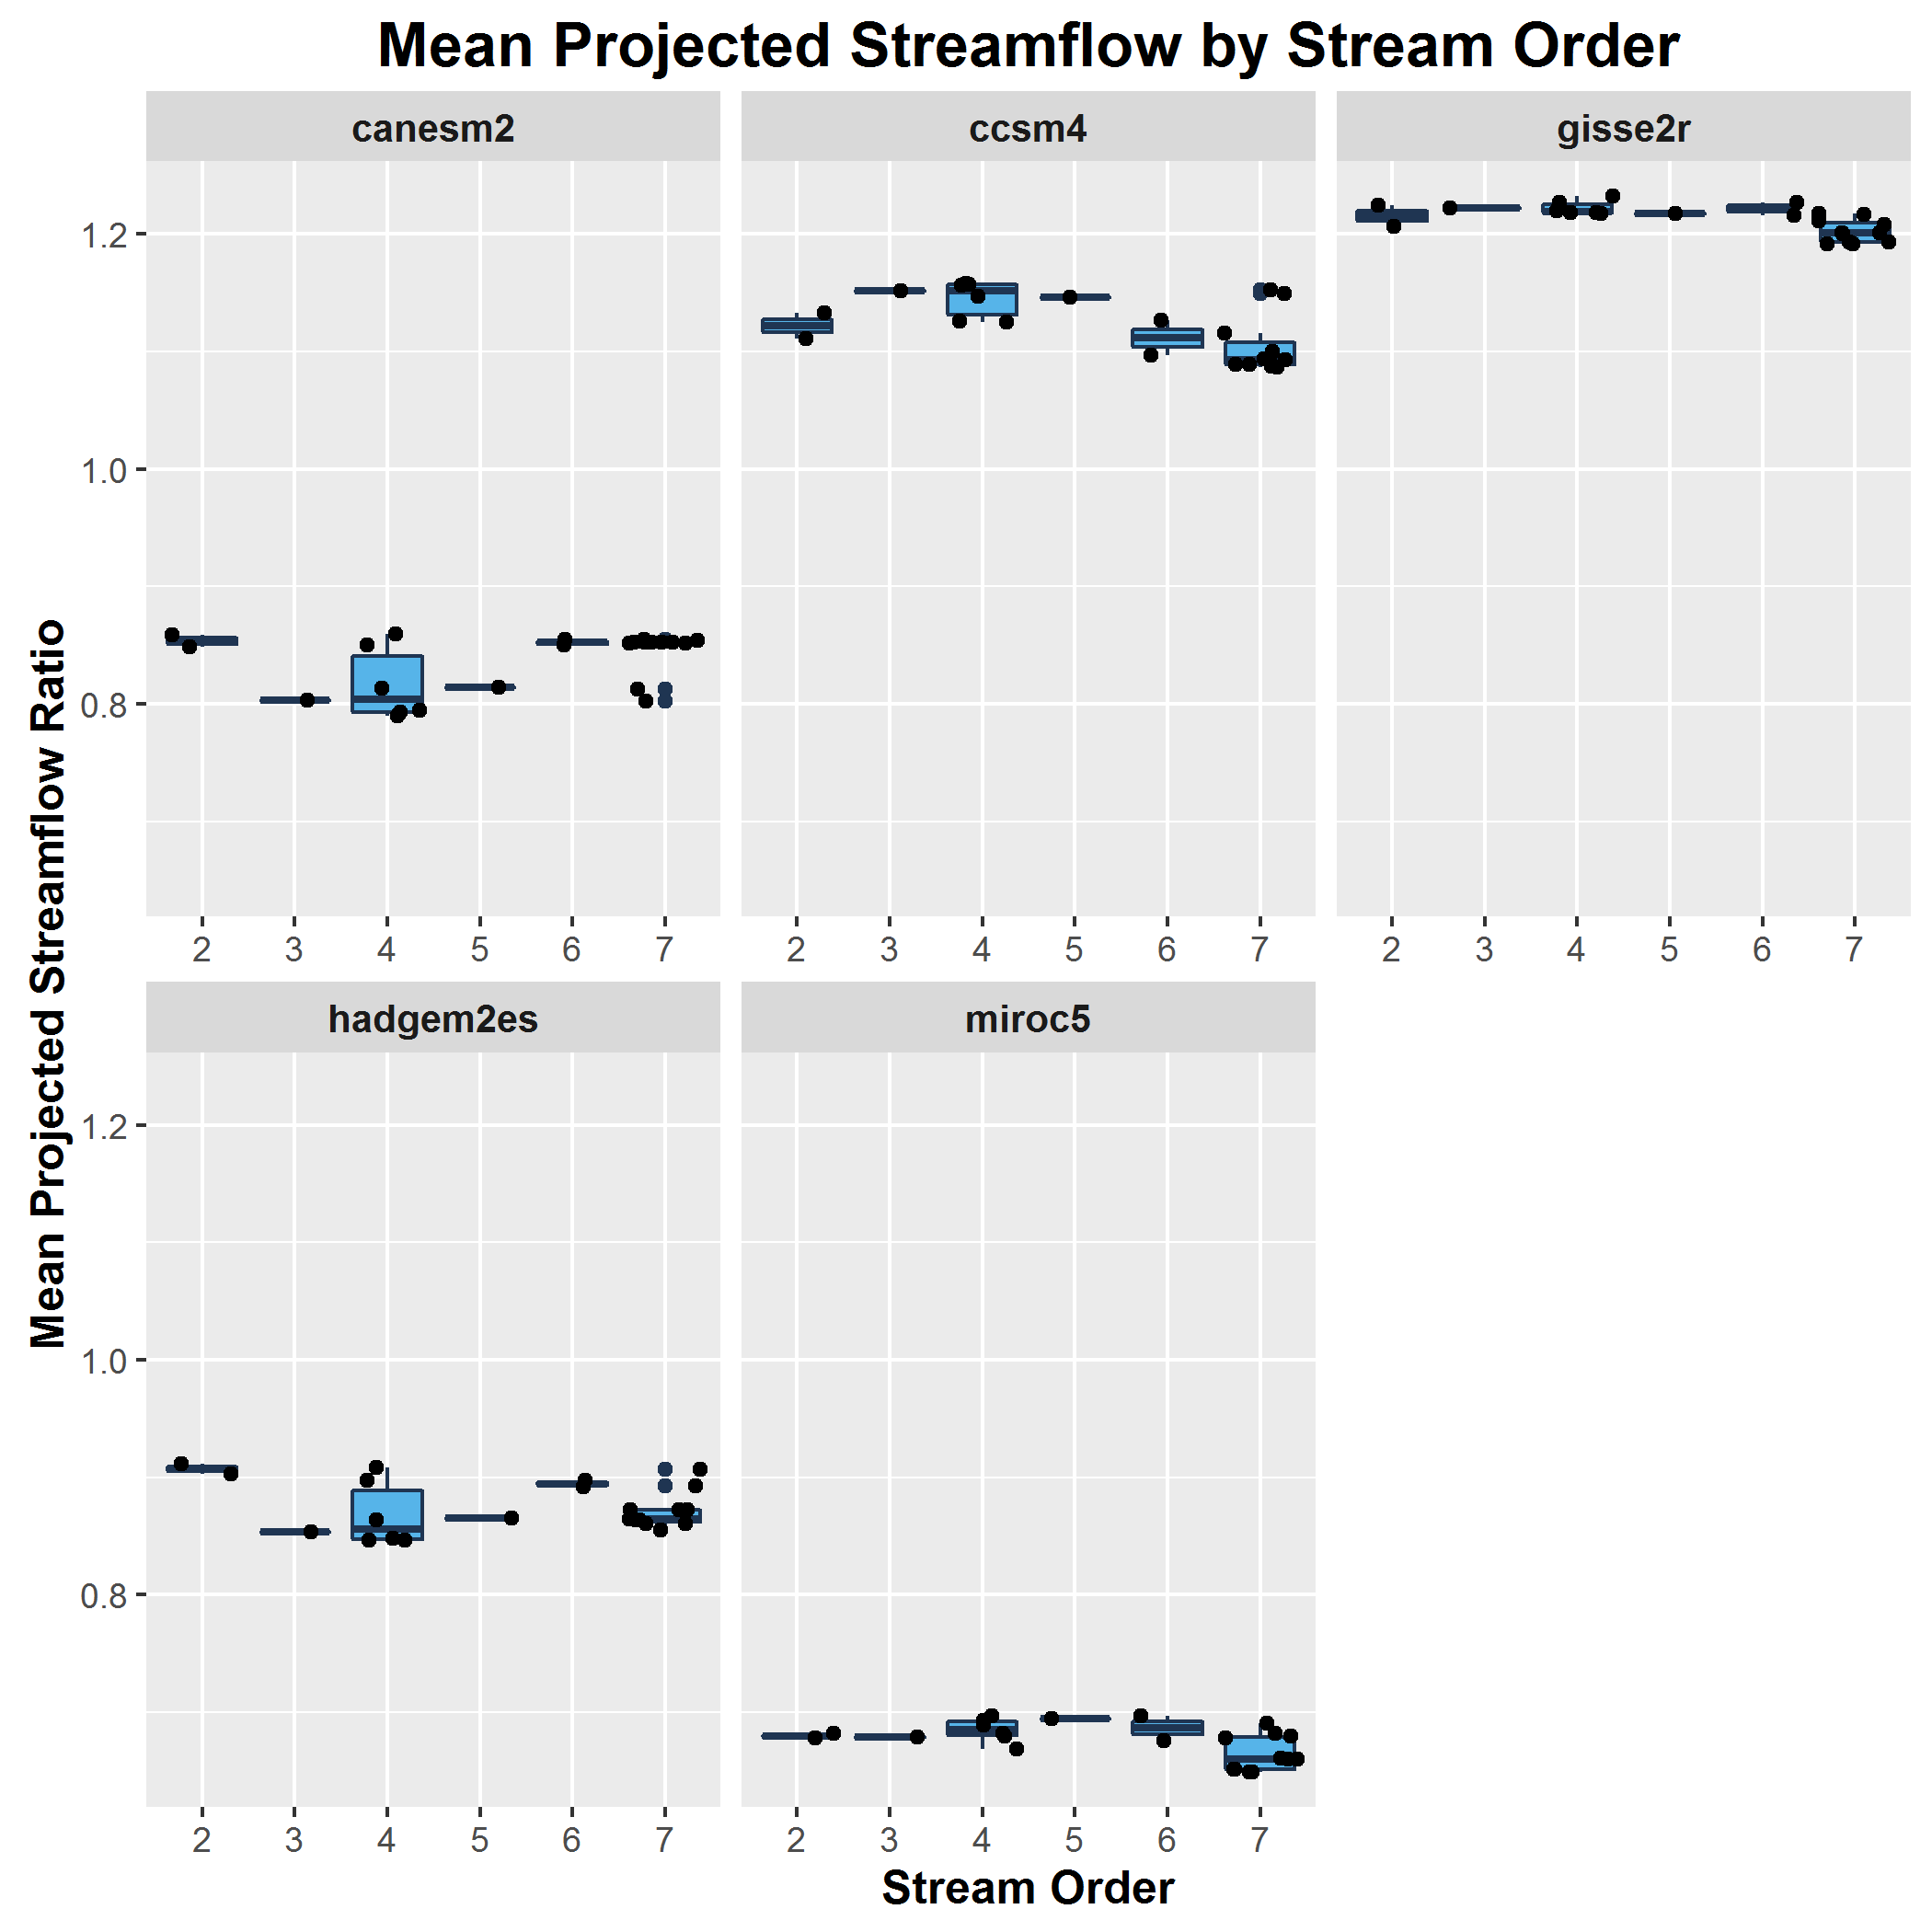 Mean Projected Streamflow by Stream Order
canesm2
ccsm4
gisse2r
1.2
1.0
0.8
2 3 4 5 6 7
2 3 4 5 6 7
2 3 4 5 6 7
Mean Projected Streamflow Ratio
hadgem2es
miroc5
1.2
1.0
0.8
2 3 4 5 6 7
2 3 4 5 6 7
Stream Order